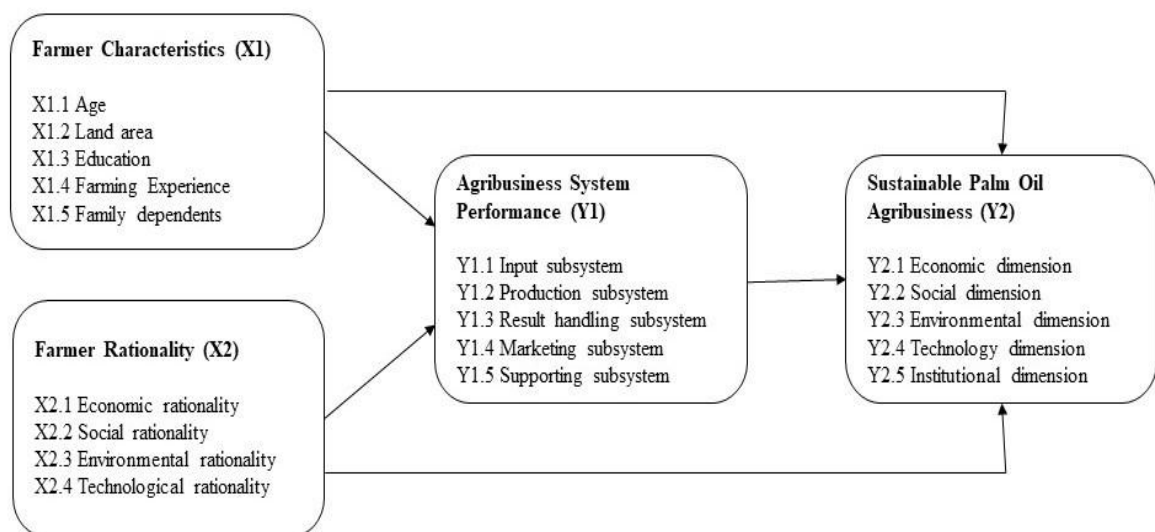 Farmer Characteristics (X1)
X1.1 Age
X1.2 Land area
X1.3 Education
X1.4 Farming Experience
X1.5 Family dependents
Farmer Rationality (X2)
X2.1 Economic rationality
X2.2 Social rationality
X2.3 Environmental rationality
X2.4 Technological rationality
Agribusiness System
Performance (Y1)
Y1.1 Input subsystem
Y1.2 Production subsystem
Y1.3 Result handling subsystem
Y1.4 Marketing subsystem
Y1.5 Supporting subsystem
Sustainable Palm Oil
Agribusiness (Y2)
Y2.1 Economic dimension
Y2.2 Social dimension
Y2.3 Environmental dimension
Y2.4 Technology dimension
Y2.5 Institutional dimension